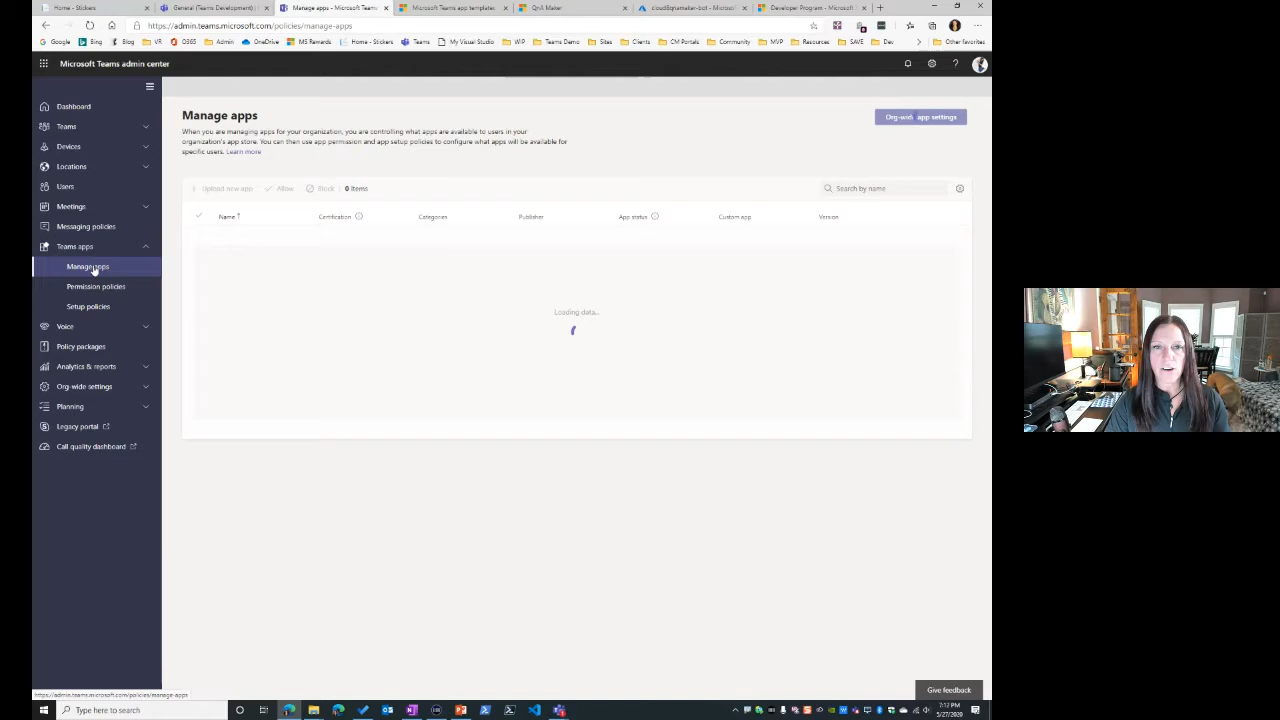 Home - Stickers
General (Teams Development) |
Manage apps - Microsoft Teams
Microsoft Teams app templates
QnA Maker
cloud8qnamaker-bot - Microsoft
Developer Program - Microsoft
https://admin.teams.microsoft.com/policies/manage-apps
Google
Bing
Blog
VR
O365
Admin
OneDrive
MS Rewards
Home - Stickers
Teams
My Visual Studio
WIP
Teams Demo
Sites
Clients
CM Portals
Community
MVP
Resources
SAVE
Dev
Other favorites
Microsoft Teams admin center
Dashboard
Teams
Devices
Locations
Users
Meetings
Messaging policies
Teams apps
Manage apps
Permission policies
Setup policies
Voice
Policy packages
Analytics & reports
Org-wide settings
Planning
Legacy portal
Call quality dashboard
Manage apps
Org-wide app settings
When you are managing apps for your organization, you are controlling what apps are available to users in your
organization's app store. You can then use app permission and app setup policies to configure what apps will be available for
specific users. Learn more
+ Upload new app
Allow
Block
0 items
Search by name
Name ↑
Certification
Categories
Publisher
App status
Custom app
Version
Loading data...
Give feedback
https://admin.teams.microsoft.com/policies/manage-apps
Type here to search
7:12 PM
5/27/2020